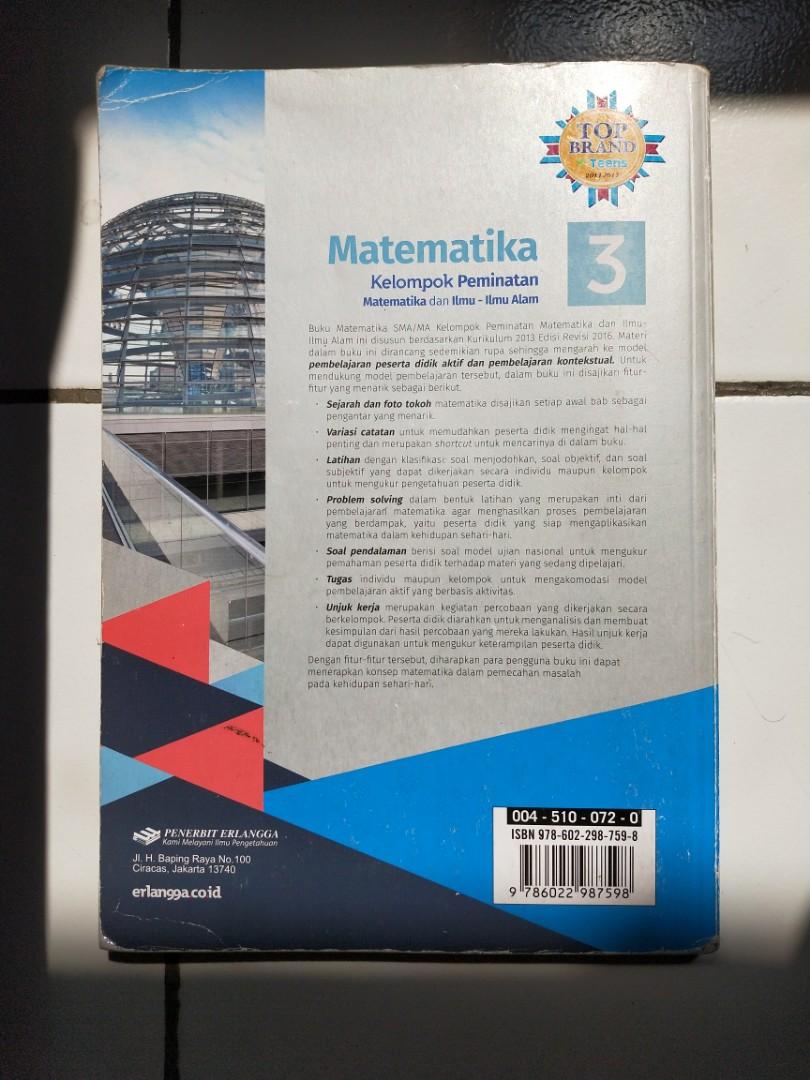 TOP
BRAND
Teens
Matematika
3
Kelompok Peminatan
Matematika dan Ilmu - Ilmu Alam
Buku Matematika SMA/MA Kelompok Peminatan Matematika dan Ilmu-
Ilmu Alam ini disusun berdasarkan Kurikulum 2013 Edisi Revisi 2016. Materi
dalam buku ini dirancang sedemikian rupa sehingga mengarah ke model
pembelajaran peserta didik aktif dan pembelajaran kontekstual. Untuk
mendukung model pembelajaran tersebut, dalam buku ini disajikan fitur-
fitur yang menarik sebagai berikut.
· Sejarah dan foto tokoh matematika disajikan setiap awal bab sebagai
pengantar yang menarik.
· Variasi catatan untuk memudahkan peserta didik mengingat hal-hal
penting dan merupakan shortcut untuk mencarinya di dalam buku.
· Latihan dengan klasifikasi: soal menjodohkan, soal objektif, dan soal
subjektif yang dapat dikerjakan secara individu maupun kelompok
untuk mengukur pengetahuan peserta didik.
· Problem solving dalam bentuk latihan yang merupakan inti dari
pembelajaran matematika agar menghasilkan proses pembelajaran
yang berdampak, yaitu peserta didik yang siap mengaplikasikan
matematika dalam kehidupan sehari-hari.
· Soal pendalaman berisi soal model ujian nasional untuk mengukur
pemahaman peserta didik terhadap materi yang sedang dipelajari.
· Tugas individu maupun kelompok untuk mengakomodasi model
pembelajaran aktif yang berbasis aktivitas.
· Unjuk kerja merupakan kegiatan percobaan yang dikerjakan secara
berkelompok. Peserta didik diarahkan untuk menganalisis dan membuat
kesimpulan dari hasil percobaan yang mereka lakukan. Hasil unjuk kerja
dapat digunakan untuk mengukur keterampilan peserta didik.
Dengan fitur-fitur tersebut, diharapkan para pengguna buku ini dapat
menerapkan konsep matematika dalam pemecahan masalah
pada kehidupan sehari-hari.
PENERBIT ERLANGGA
Kami Melayani Ilmu Pengetahuan
Jl. H. Baping Raya No.100
Ciracas, Jakarta 13740
erlangga.co.id
004 - 510 - 072 - 0
ISBN 978-602-298-759-8
9 786022 987598